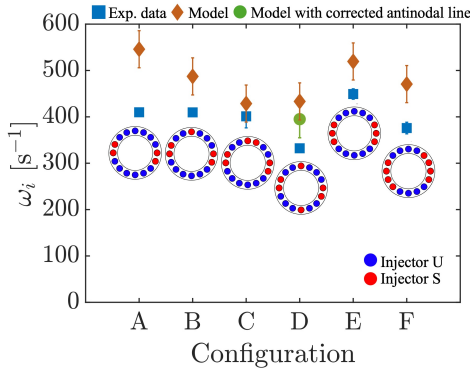 Exp. data Model Model with corrected antinodal line
600
500
400
300
200
100
0
ω_i [s⁻¹]
Injector U
Injector S
A B C D E F
Configuration